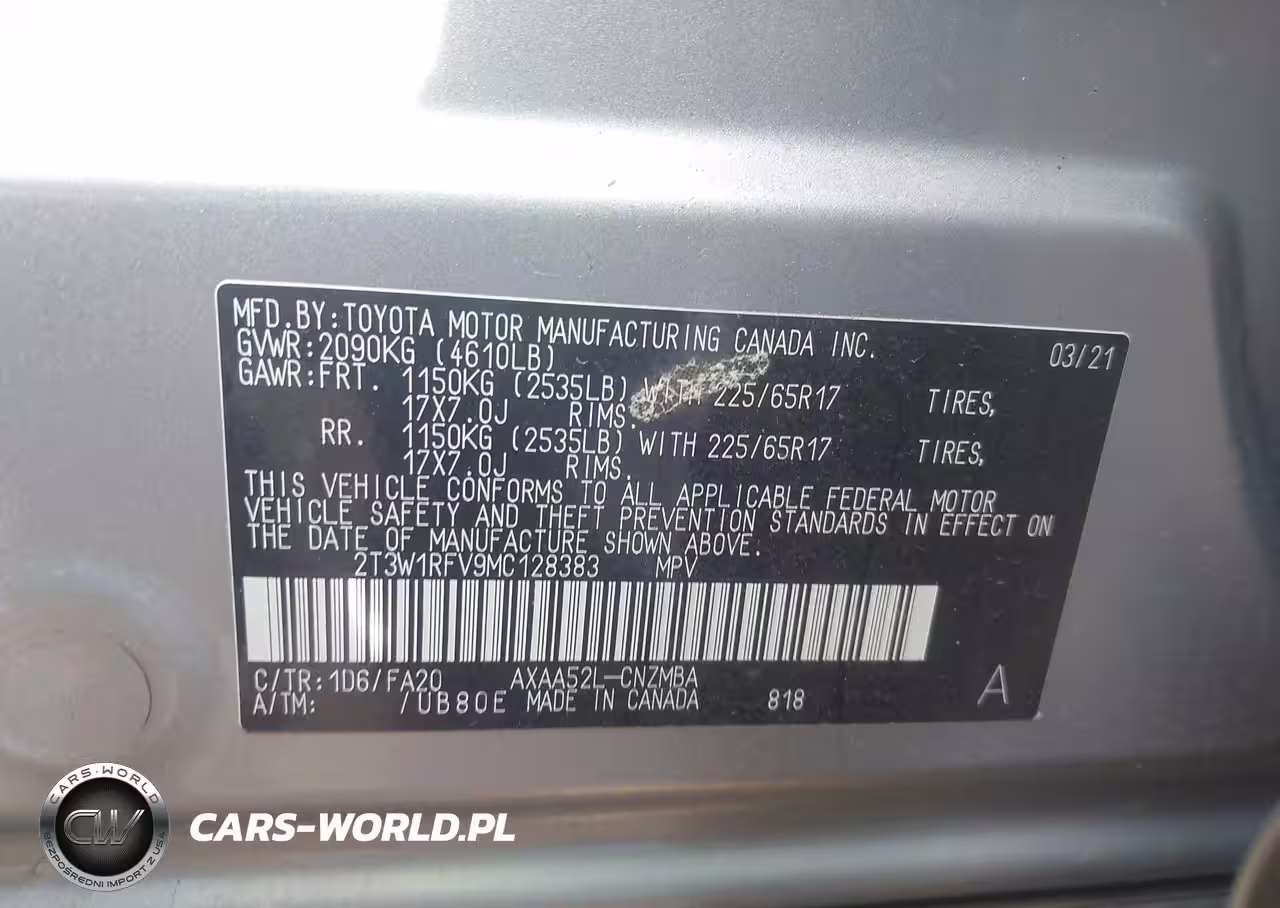 MFD.BY:TOYOTA MOTOR MANUFACTURING CANADA INC.
GVWR:2090KG (4610LB) 03/21
GAWR:FRT. 1150KG (2535LB) WITH 225/65R17 TIRES,
17X7.0J RIMS.
RR. 1150KG (2535LB) WITH 225/65R17 TIRES,
17X7.0J RIMS.
THIS VEHICLE CONFORMS TO ALL APPLICABLE FEDERAL MOTOR
VEHICLE SAFETY AND THEFT PREVENTION STANDARDS IN EFFECT ON
THE DATE OF MANUFACTURE SHOWN ABOVE.
2T3W1RFV9MC128383 MPV
C/TR:1D6/FA20 AXAA52L-CNZMBA
A/TM: /UB80E MADE IN CANADA 818 A
CARS-WORLD
CW
BEZPOŚREDNI IMPORT Z USA
CARS-WORLD.PL